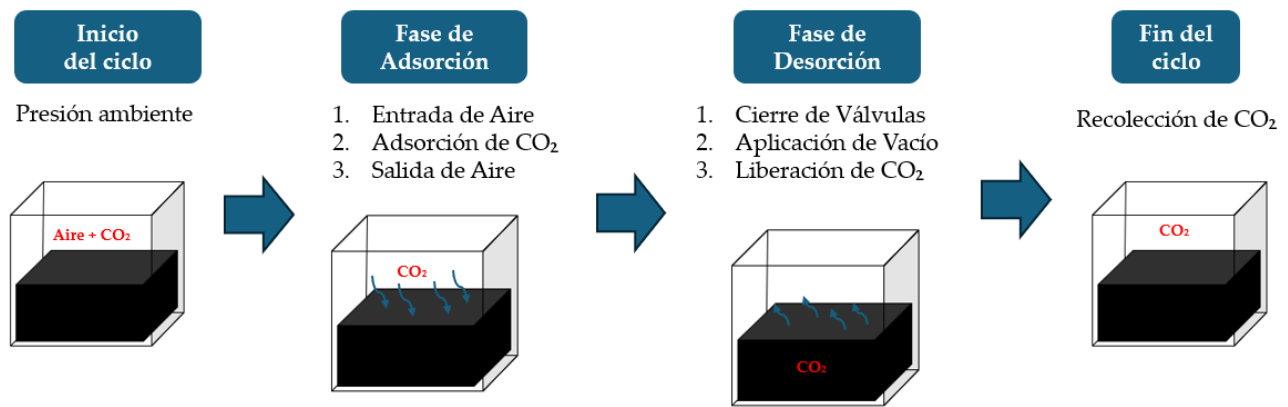 Inicio
del ciclo
Presión ambiente
Aire + CO₂
Fase de
Adsorción
1. Entrada de Aire
2. Adsorción de CO₂
3. Salida de Aire
CO₂
Fase de
Desorción
1. Cierre de Válvulas
2. Aplicación de Vacío
3. Liberación de CO₂
CO₂
Fin del
ciclo
Recolección de CO₂
CO₂